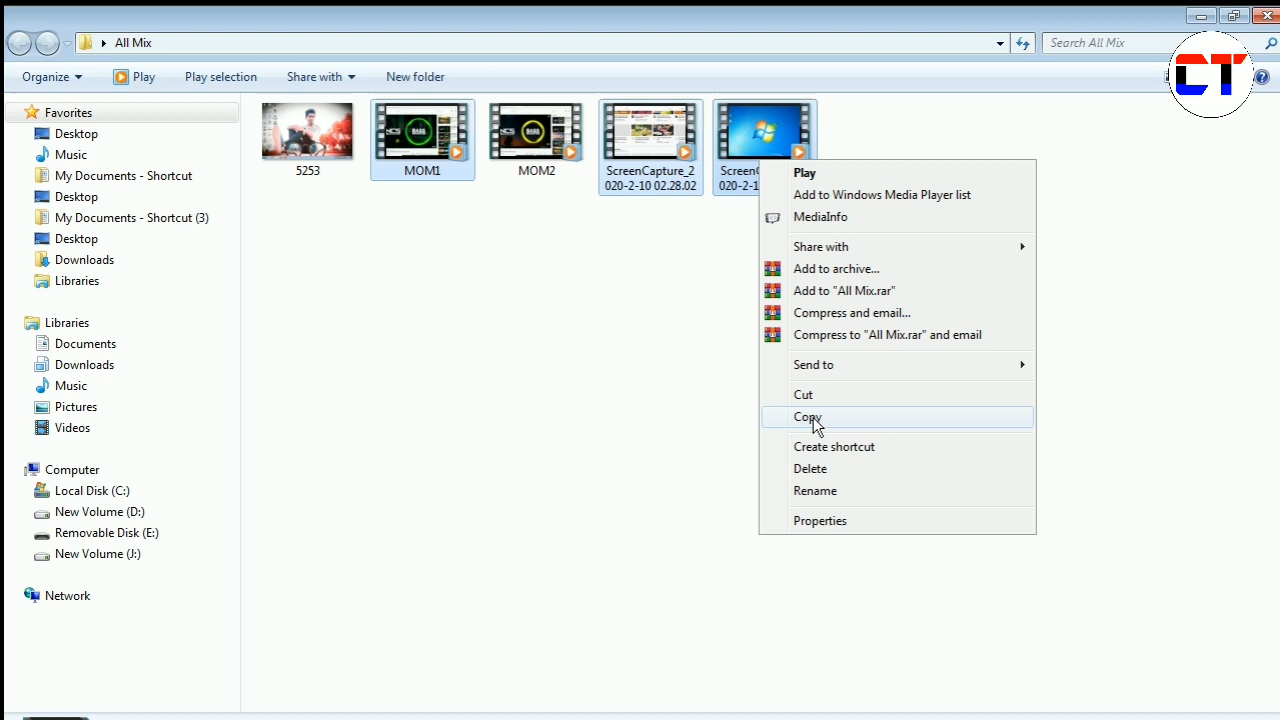 All Mix
Search All Mix
Organize
Play
Play selection
Share with
New folder
CT
Favorites
Desktop
Music
My Documents - Shortcut
Desktop
My Documents - Shortcut (3)
Desktop
Downloads
Libraries
Libraries
Documents
Downloads
Music
Pictures
Videos
Computer
Local Disk (C:)
New Volume (D:)
Removable Disk (E:)
New Volume (J:)
Network
5253
MOM1
MOM2
ScreenCapture_2
020-2-10 02.28.02
Play
Add to Windows Media Player list
MediaInfo
Share with
Add to archive...
Add to "All Mix.rar"
Compress and email...
Compress to "All Mix.rar" and email
Send to
Cut
Copy
Create shortcut
Delete
Rename
Properties